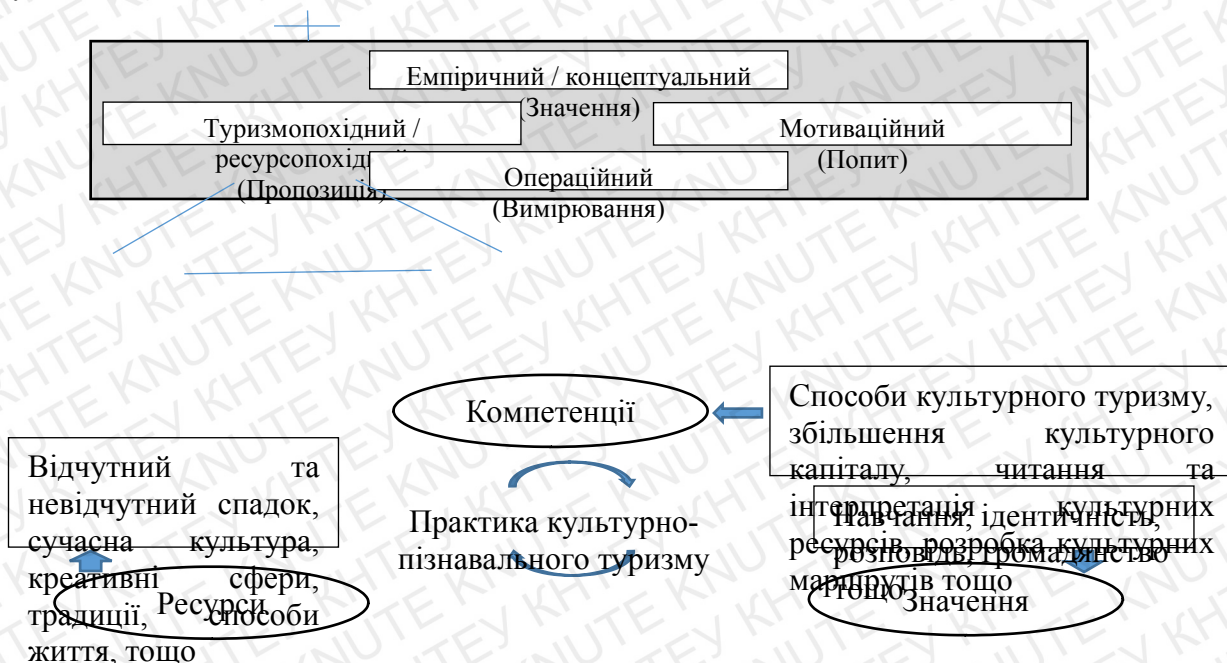 Емпіричний / концептуальний
(Значення)
Туризмопохідний /
ресурсопохідний
(Пропозиція)
Мотиваційний
(Попит)
Операційний
(Вимірювання)
Компетенції
Способи культурного туризму,
збільшення культурного
капіталу, читання та
інтерпретація культурних
ресурсів, розробка культурних
маршрутів тощо
Відчутний та
невідчутний спадок,
сучасна культура,
креативні сфери,
традиції, способи
життя, тощо
Практика культурно-
пізнавального туризму
Навчання, ідентичність,
розповідь, громадянство
тощо
Ресурси
Значення